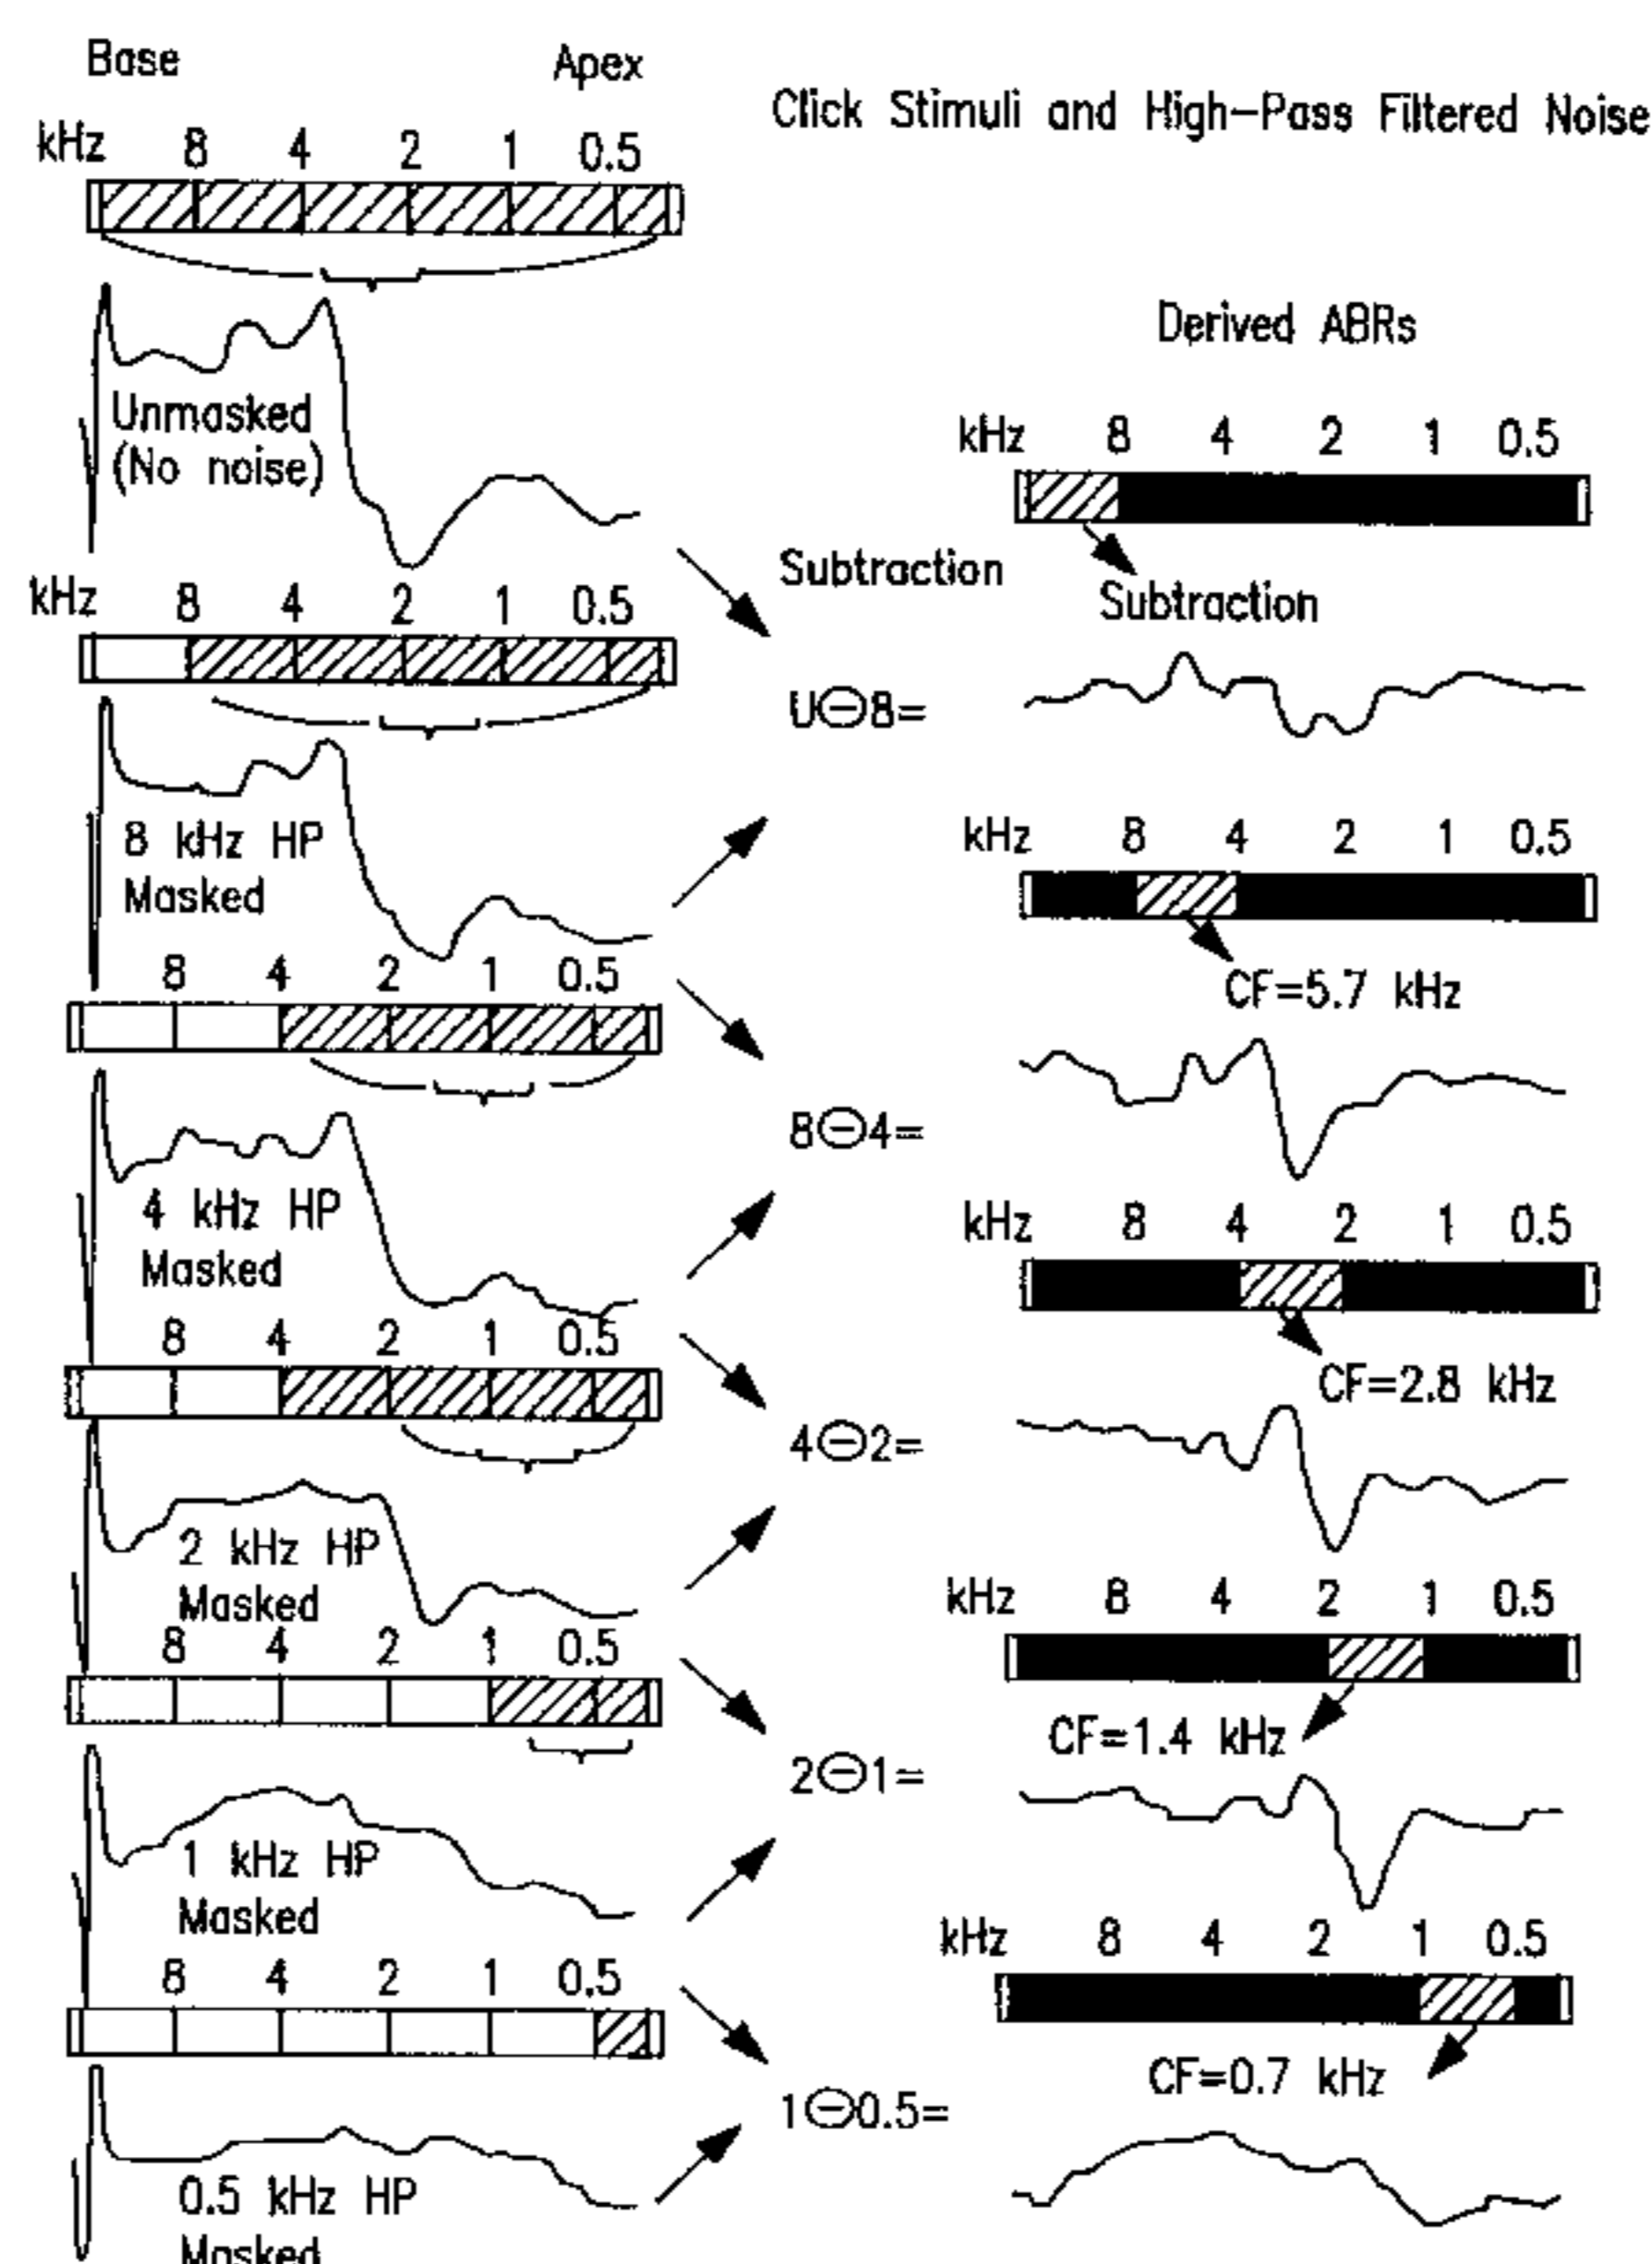 Base Apex
Click Stimuli and High-Pass Filtered Noise
kHz 8 4 2 1 0.5
Unmasked
(No noise)
kHz 8 4 2 1 0.5
8 kHz HP
Masked
8 4 2 1 0.5
4 kHz HP
Masked
8 4 2 1 0.5
2 kHz HP
Masked
8 4 2 1 0.5
1 kHz HP
Masked
8 4 2 1 0.5
0.5 kHz HP
Masked
Subtraction
U⊖8=
8⊖4=
4⊖2=
2⊖1=
1⊖0.5=
Derived ABRs
kHz 8 4 2 1 0.5
Subtraction
kHz 8 4 2 1 0.5
CF=5.7 kHz
kHz 8 4 2 1 0.5
CF=2.8 kHz
kHz 8 4 2 1 0.5
CF=1.4 kHz
kHz 8 4 2 1 0.5
CF=0.7 kHz